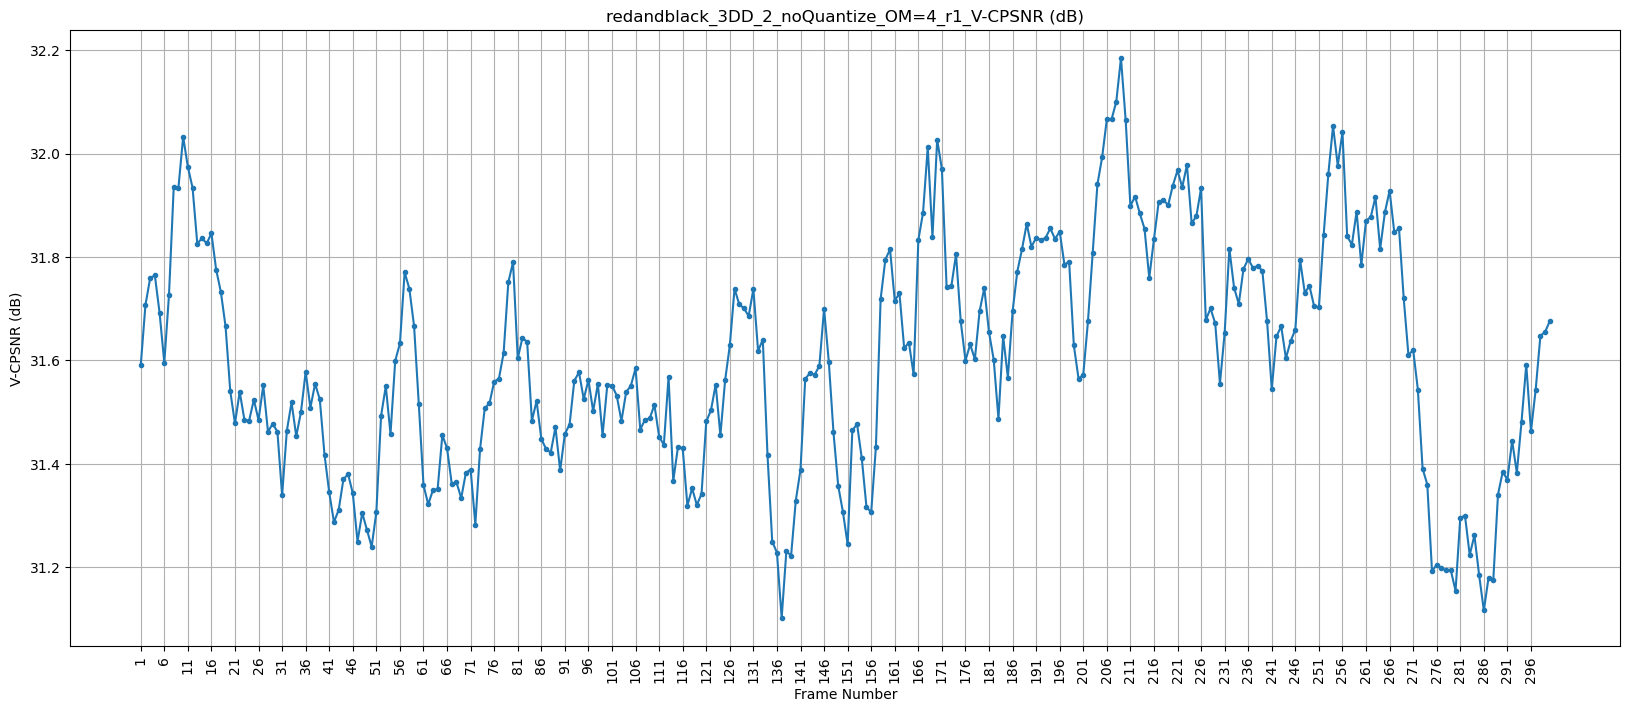 redandblack_3DD_2_noQuantize_OM=4_r1_V-CPSNR (dB)
V-CPSNR (dB)
32.2
32.0
31.8
31.6
31.4
31.2
1 6 11 16 21 26 31 36 41 46 51 56 61 66 71 76 81 86 91 96 101 106 111 116 121 126 131 136 141 146 151 156 161 166 171 176 181 186 191 196 201 206 211 216 221 226 231 236 241 246 251 256 261 266 271 276 281 286 291 296
Frame Number